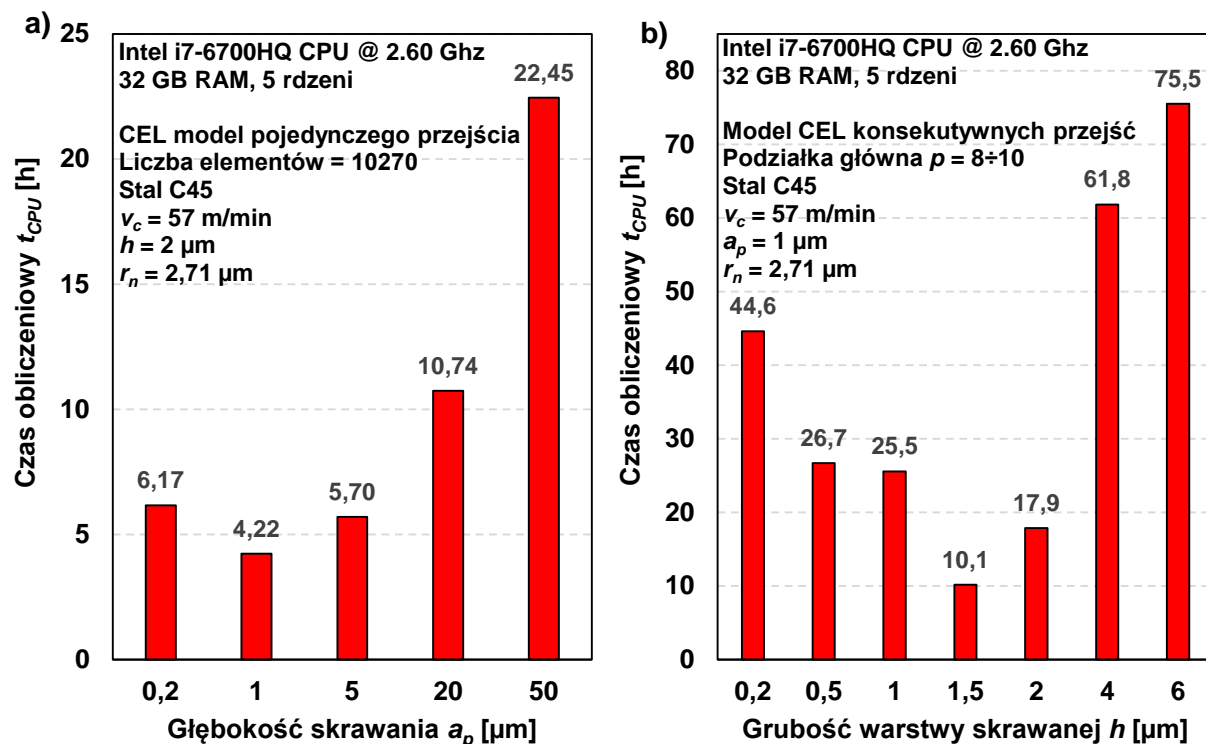 a)
Intel i7-6700HQ CPU @ 2.60 Ghz
32 GB RAM, 5 rdzeni
CEL model pojedynczego przejścia
Liczba elementów = 10270
Stal C45
v_c = 57 m/min
h = 2 µm
r_n = 2,71 µm
Czas obliczeniowy t_CPU [h]
25
20
15
10
5
0
6,17
4,22
5,70
10,74
22,45
0,2 1 5 20 50
Głębokość skrawania a_p [µm]
b)
Intel i7-6700HQ CPU @ 2.60 Ghz
32 GB RAM, 5 rdzeni
Model CEL konsekutywnych przejść
Podziałka główna p = 8÷10
Stal C45
v_c = 57 m/min
a_p = 1 µm
r_n = 2,71 µm
Czas obliczeniowy t_CPU [h]
80
70
60
50
40
30
20
10
0
44,6
26,7
25,5
10,1
17,9
61,8
75,5
0,2 0,5 1 1,5 2 4 6
Grubość warstwy skrawanej h [µm]